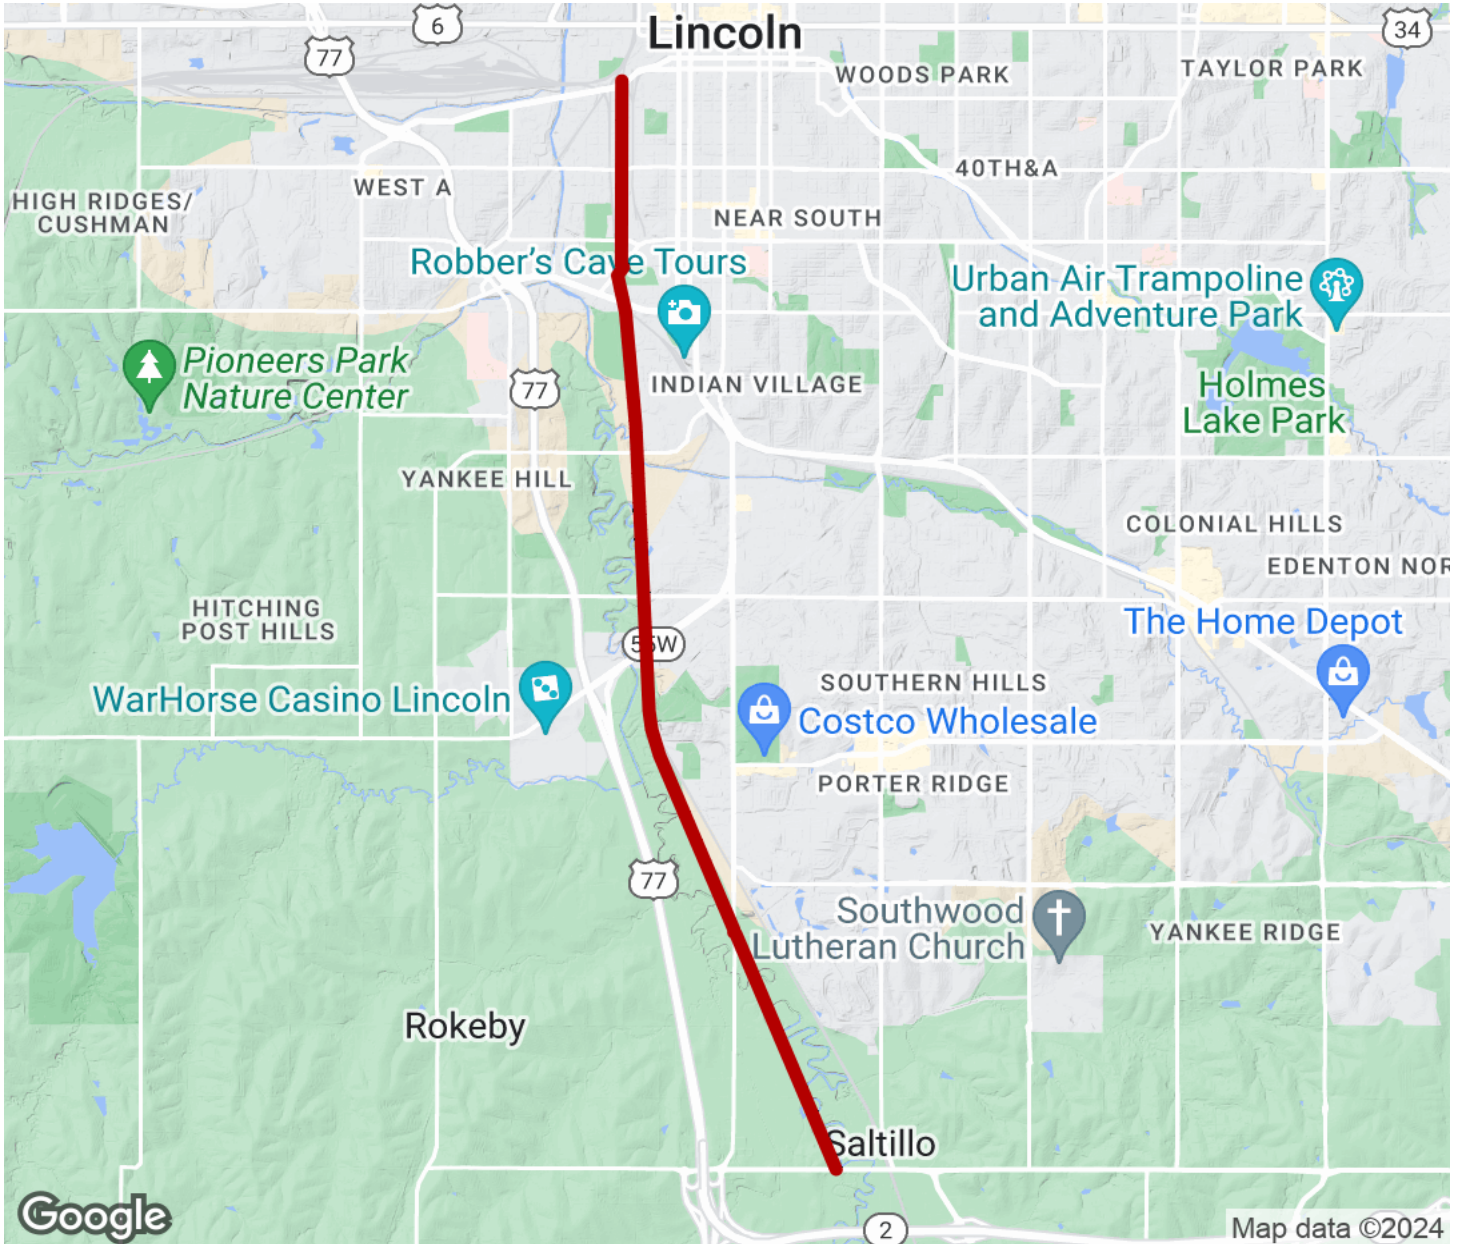 Lincoln
6
77
34
WOODS PARK
TAYLOR PARK
40TH&A
WEST A
HIGH RIDGES/
CUSHMAN
NEAR SOUTH
Robber's Cave Tours
Urban Air Trampoline
and Adventure Park
Pioneers Park
Nature Center
77
INDIAN VILLAGE
Holmes
Lake Park
YANKEE HILL
COLONIAL HILLS
EDENTON NOR
HITCHING
POST HILLS
The Home Depot
55W
WarHorse Casino Lincoln
SOUTHERN HILLS
Costco Wholesale
PORTER RIDGE
77
Southwood
Lutheran Church
YANKEE RIDGE
Rokeby
Saltillo
Google
2
Map data ©2024